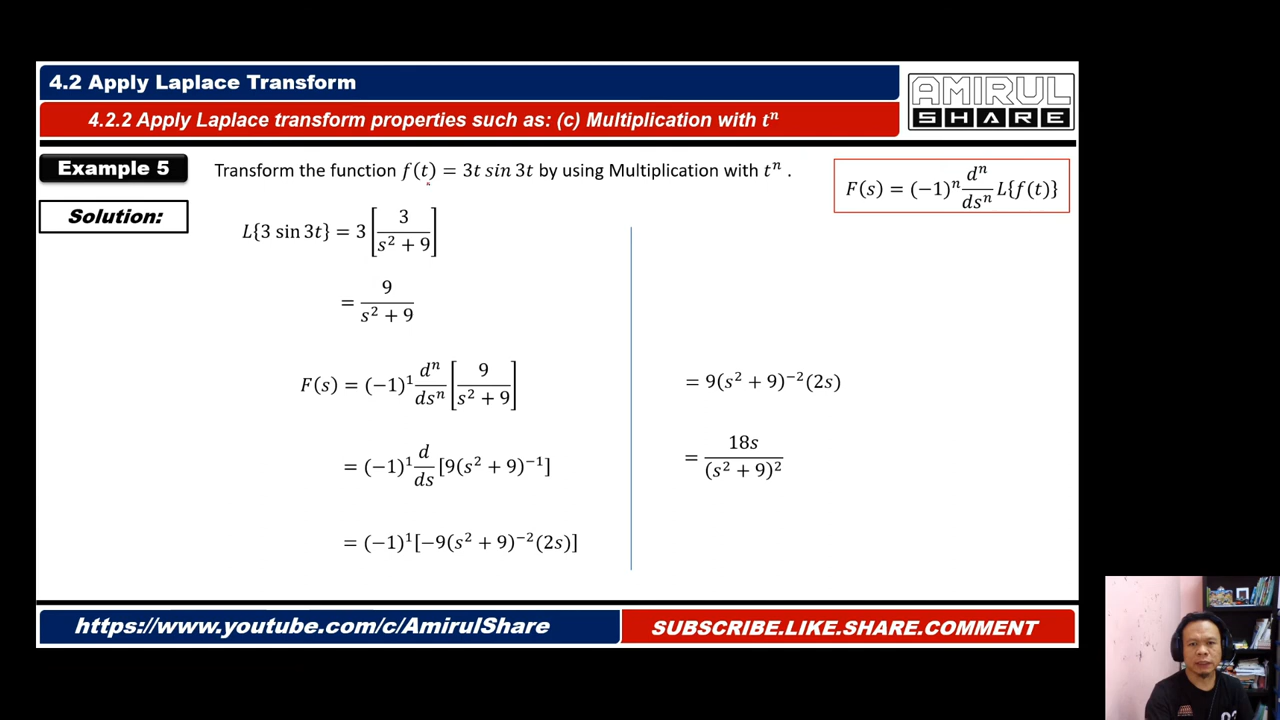 4.2 Apply Laplace Transform
4.2.2 Apply Laplace transform properties such as: (c) Multiplication with tⁿ
AMIRUL
SHARE
Example 5
Transform the function f(t) = 3t sin 3t by using Multiplication with tⁿ .
F(s) = (−1)ⁿ dⁿ/dsⁿ L{f(t)}
Solution:
L{3 sin 3t} = 3 [3/(s² + 9)]
= 9/(s² + 9)
F(s) = (−1)¹ dⁿ/dsⁿ [9/(s² + 9)]
= (−1)¹ d/ds [9(s² + 9)⁻¹]
= (−1)¹[−9(s² + 9)⁻²(2s)]
= 9(s² + 9)⁻²(2s)
= 18s/(s² + 9)²
https://www.youtube.com/c/AmirulShare
SUBSCRIBE.LIKE.SHARE.COMMENT